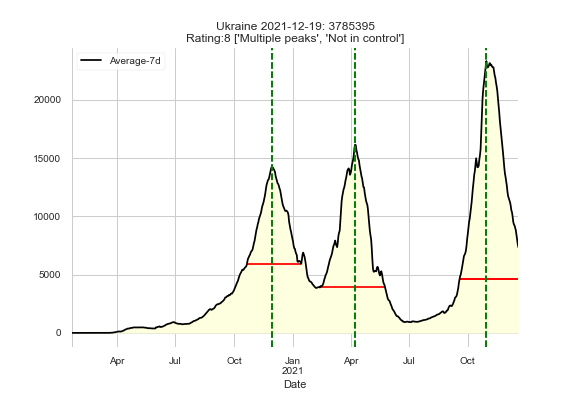 Ukraine 2021-12-19: 3785395
Rating:8 ['Multiple peaks', 'Not in control']
Average-7d
20000
15000
10000
5000
0
Apr
Jul
Oct
Jan
2021
Apr
Jul
Oct
Date